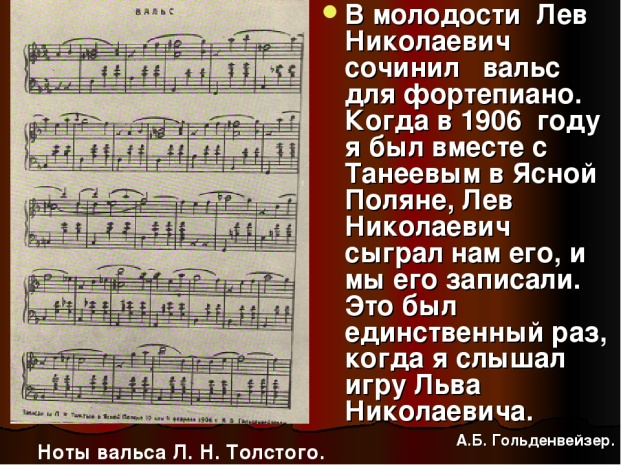 ВАЛЬС
В молодости Лев
Николаевич
сочинил вальс
для фортепиано.
Когда в 1906 году
я был вместе с
Танеевым в Ясной
Поляне, Лев
Николаевич
сыграл нам его, и
мы его записали.
Это был
единственный раз,
когда я слышал
игру Льва
Николаевича.
А.Б. Гольденвейзер.
Ноты вальса Л. Н. Толстого.